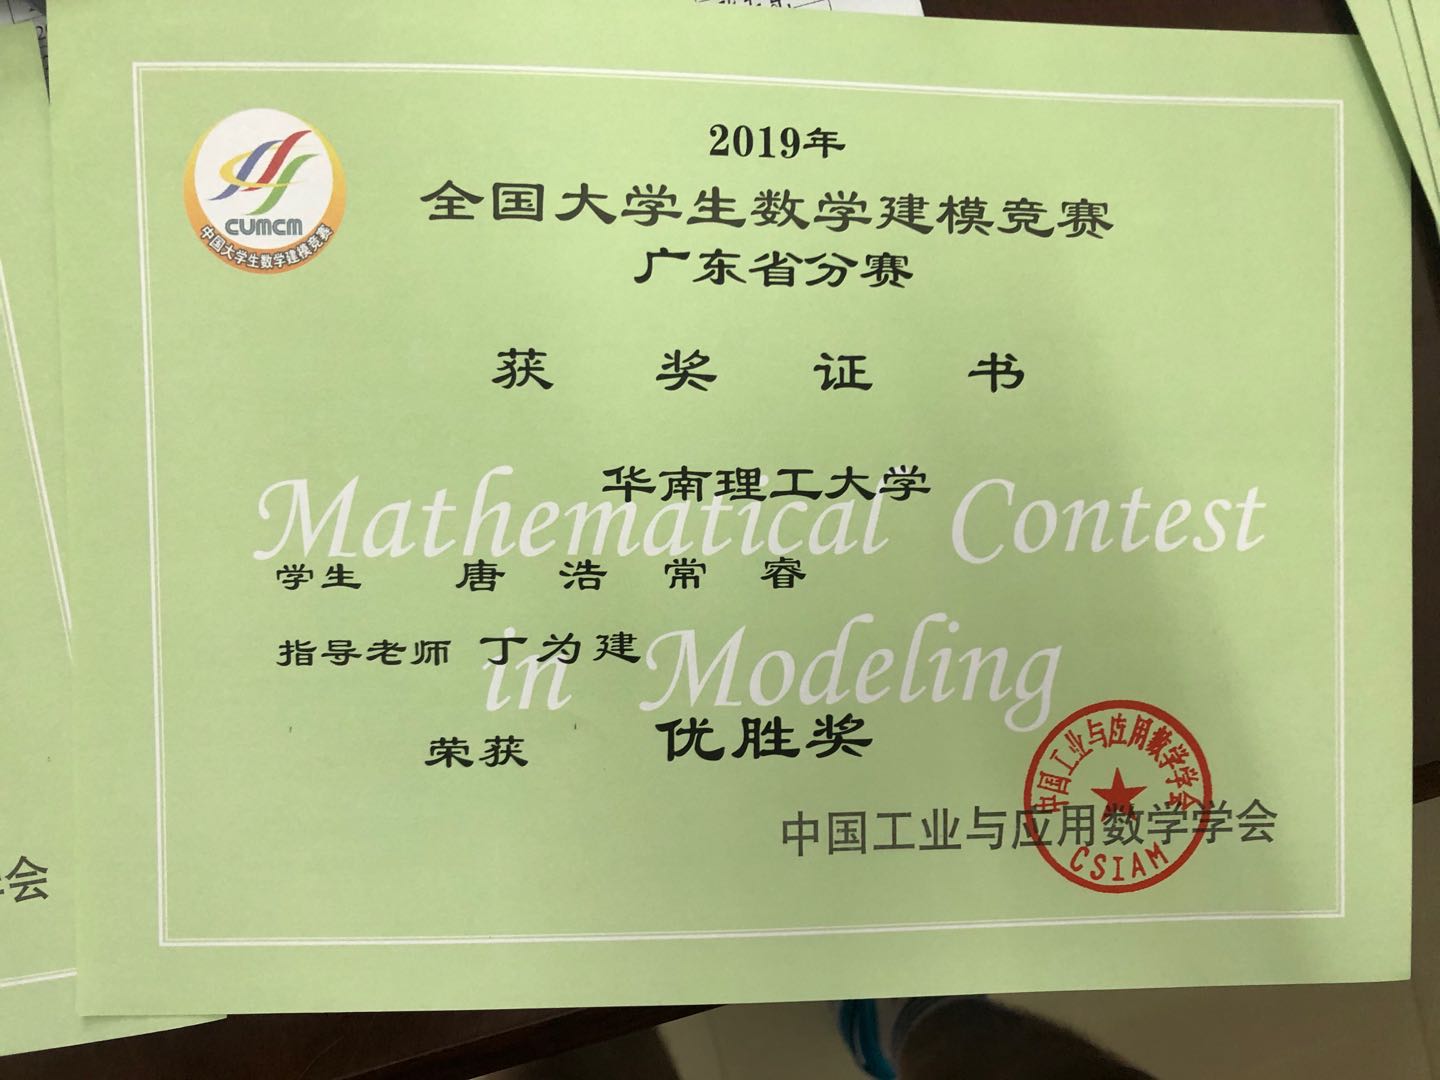 2019年
全国大学生数学建模竞赛
广东省分赛
CUMCM
中国大学生数学建模竞赛
获 奖 证 书
华南理工大学
Mathematical Contest
学生 唐 浩 常 睿
指导老师 丁为建
in Modeling
荣获 优胜奖
中国工业与应用数学学会
中国工业与应用数学学会
CSIAM
会